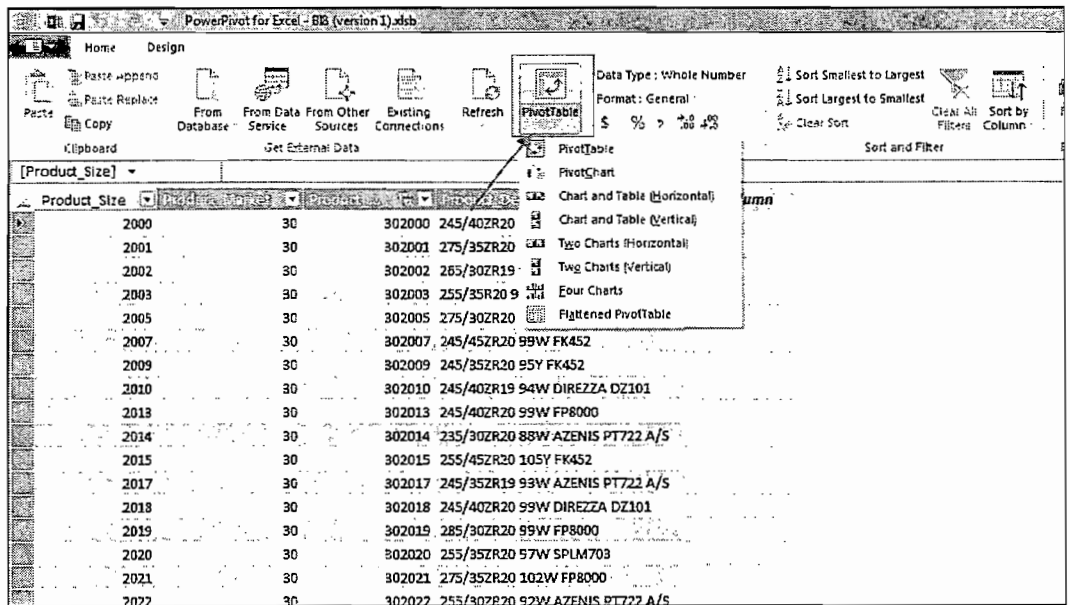 PowerPivot for Excel - BI8 (version 1).xlsb
Home Design
Paste
Paste Append
Paste Replace
Copy
Clipboard
From Database
From Data Service
From Other Sources
Existing Connections
Get External Data
Refresh
PivotTable
Data Type : Whole Number
Format : General
$ % , .00 .00
Sort Smallest to Largest
Sort Largest to Smallest
Clear Sort
Clear All Filters
Sort by Column
Sort and Filter
[Product_Size]
PivotTable
PivotChart
Chart and Table (Horizontal)
Chart and Table (Vertical)
Two Charts (Horizontal)
Two Charts (Vertical)
Four Charts
Flattened PivotTable
Product_Size
2000 30 302000 245/40ZR20
2001 30 302001 275/35ZR20
2002 30 302002 265/30ZR19
2003 30 302003 255/35R20 9
2005 30 302005 275/30ZR20
2007 30 302007 245/45ZR20 99W FK452
2009 30 302009 245/35ZR20 95Y FK452
2010 30 302010 245/40ZR19 94W DIREZZA DZ101
2013 30 302013 245/40ZR20 99W FP8000
2014 30 302014 235/30ZR20 88W AZENIS PT722 A/S
2015 30 302015 255/45ZR20 105Y FK452
2017 30 302017 245/35ZR19 93W AZENIS PT722 A/S
2018 30 302018 245/40ZR20 99W DIREZZA DZ101
2019 30 302019 285/30ZR20 99W FP8000
2020 30 302020 255/35ZR20 97W SPLM703
2021 30 302021 275/35ZR20 102W FP8000
2022 30 302022 255/30ZR20 92W AZENIS PT722 A/S